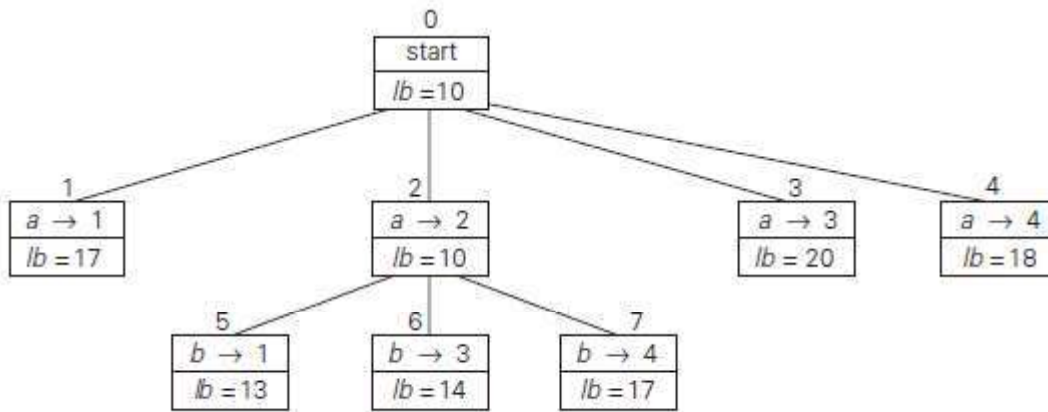 0
start
lb = 10
1
2
3
4
a → 1
a → 2
a → 3
a → 4
lb = 17
lb = 10
lb = 20
lb = 18
5
6
7
b → 1
b → 3
b → 4
lb = 13
lb = 14
lb = 17